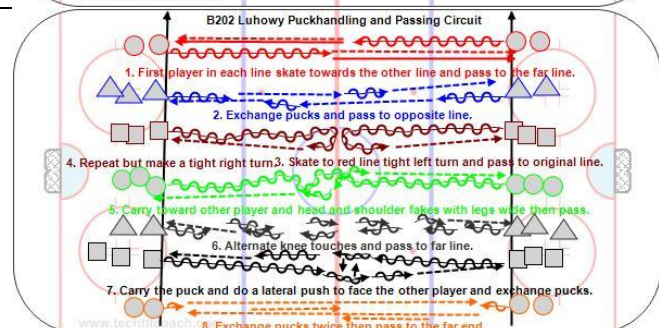 B202 Luhowy Puckhandling and Passing Circuit
1. First player in each line skate towards the other line and pass to the far line.
2. Exchange pucks and pass to opposite line.
4. Repeat but make a tight right turn. 3. Skate to red line tight left turn and pass to original line.
5. Carry toward other player and head and shoulder fakes with legs wide then pass.
6. Alternate knee touches and pass to far line.
7. Carry the puck and do a lateral push to face the other player and exchange pucks.
www.technicoach.com
8. Exchange pucks twice then pass to the far end.